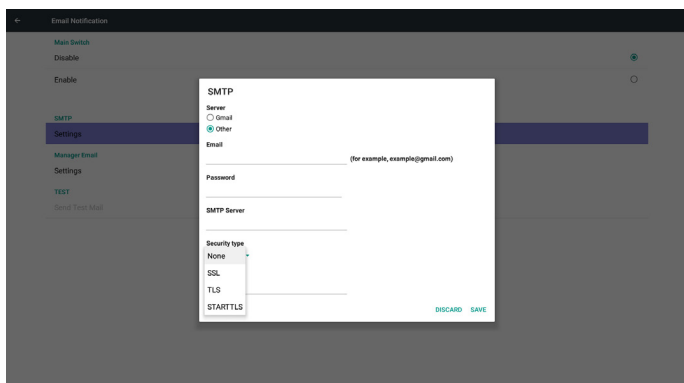 Email Notification
Main Switch
Disable
Enable
SMTP
Settings
Manager Email
Settings
TEST
Send Test Mail
SMTP
Server
Gmail
Other
Email
(for example, example@gmail.com)
Password
SMTP Server
Security type
None
SSL
TLS
STARTTLS
DISCARD SAVE